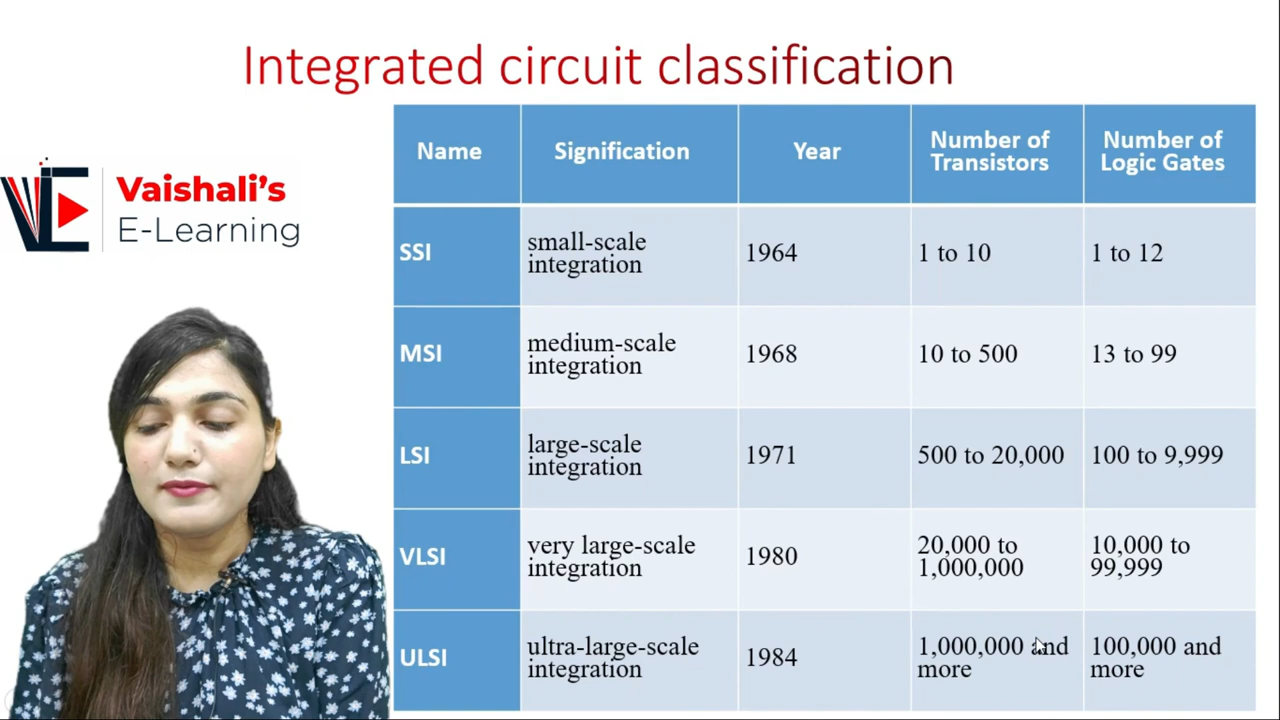 Integrated circuit classification
Vaishali's
E-Learning
Name
Signification
Year
Number of
Transistors
Number of
Logic Gates
SSI
small-scale
integration
1964
1 to 10
1 to 12
MSI
medium-scale
integration
1968
10 to 500
13 to 99
LSI
large-scale
integration
1971
500 to 20,000
100 to 9,999
VLSI
very large-scale
integration
1980
20,000 to
1,000,000
10,000 to
99,999
ULSI
ultra-large-scale
integration
1984
1,000,000 and
more
100,000 and
more